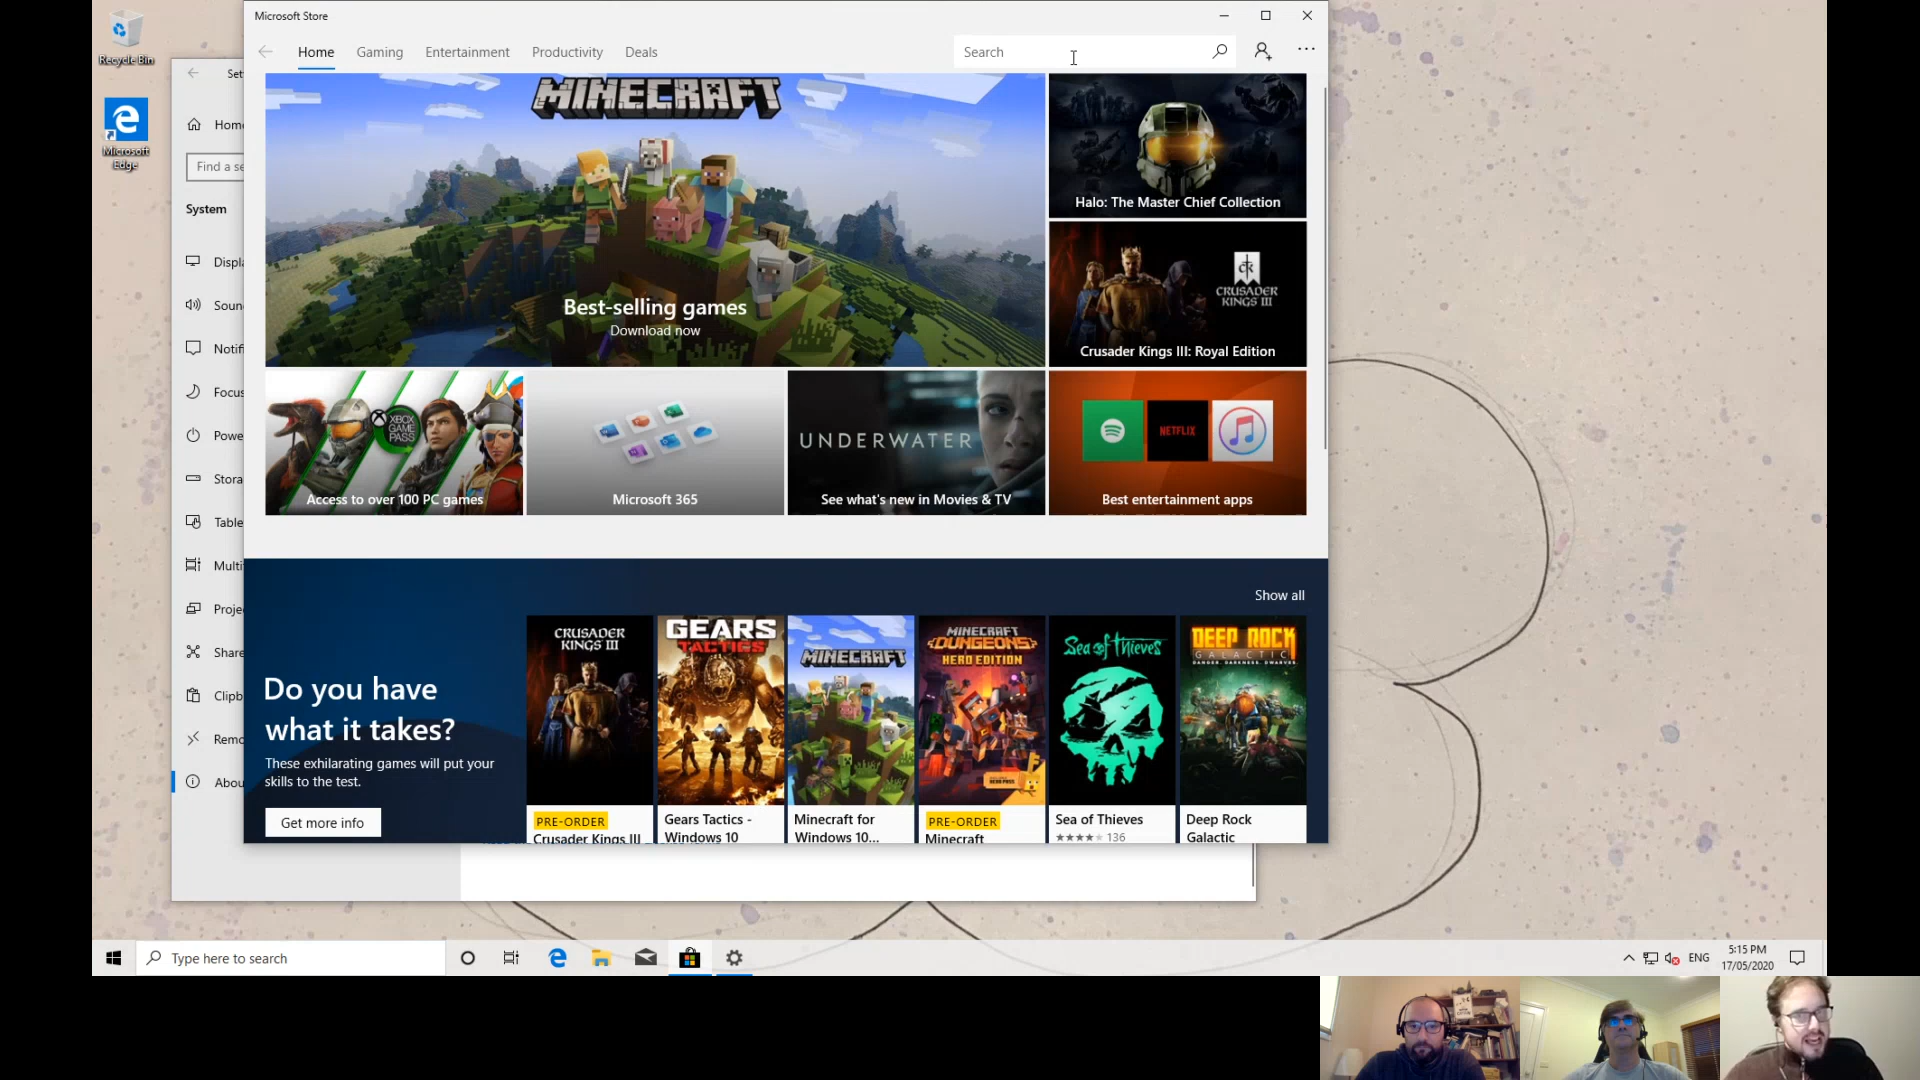 Recycle Bin
Microsoft
Edge
Set
Home
Find a se
System
Displa
Soun
Notifi
Focus
Powe
Stora
Table
Multi
Proje
Share
Clipb
Remo
Abou
Microsoft Store
Home
Gaming
Entertainment
Productivity
Deals
Search
MINECRAFT
Best-selling games
Download now
Halo: The Master Chief Collection
CK
CRUSADER
KINGS III
Crusader Kings III: Royal Edition
XBOX
GAME
PASS
Access to over 100 PC games
Microsoft 365
UNDERWATER
See what's new in Movies & TV
NETFLIX
Best entertainment apps
Show all
Do you have
what it takes?
These exhilarating games will put your
skills to the test.
Get more info
CRUSADER
KINGS III
PRE-ORDER
Crusader Kings III
GEARS
TACTICS
Gears Tactics -
Windows 10
MINECRAFT
Minecraft for
Windows 10...
MINECRAFT
DUNGEONS
HERO EDITION
PRE-ORDER
Minecraft
Sea of Thieves
Sea of Thieves
136
DEEP ROCK
GALACTIC
DANGER. DARKNESS. DWARVES.
Deep Rock
Galactic
Type here to search
ENG
5:15 PM
17/05/2020